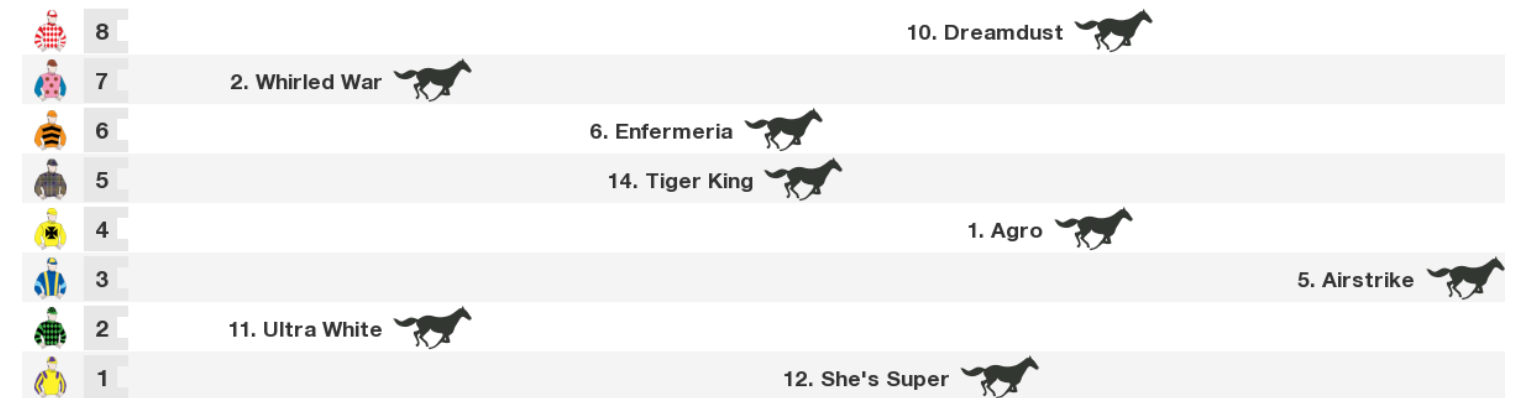 8 10. Dreamdust
7 2. Whirled War
6 6. Enfermeria
5 14. Tiger King
4 1. Agro
3 5. Airstrike
2 11. Ultra White
1 12. She's Super